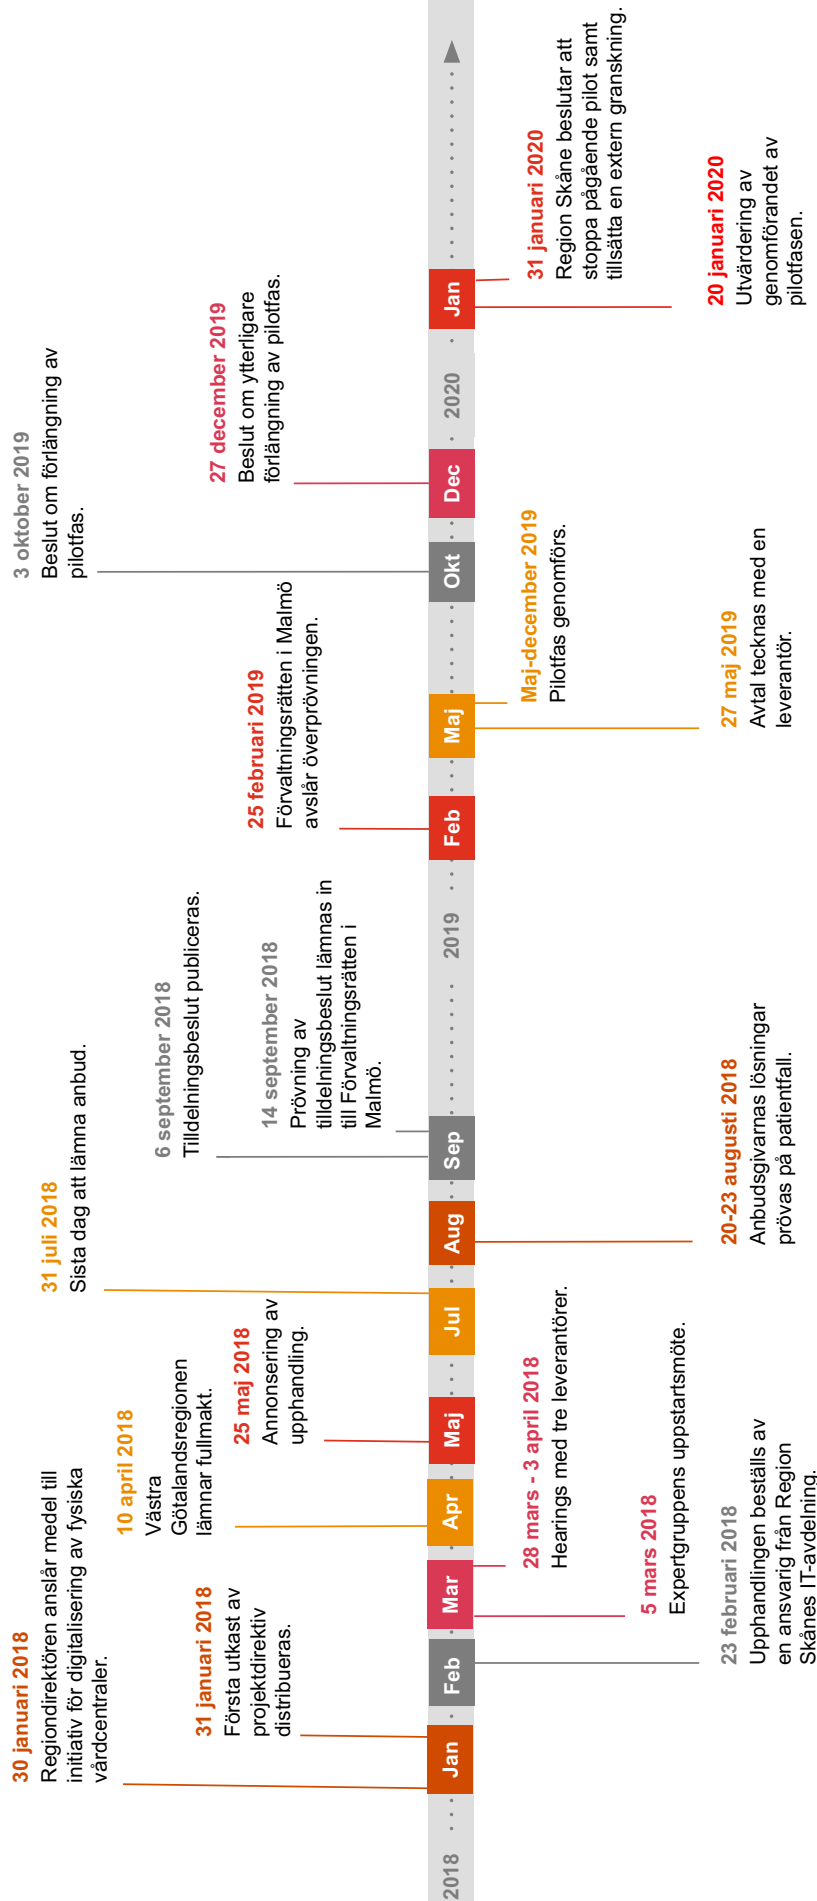 30 januari 2018
Regiondirektören anslår medel till
initiativ för digitalisering av fysiska
vårdcentraler.
31 januari 2018
Första utkast av
projektdirektiv
distribueras.
10 april 2018
Västra
Götalandsregionen
lämnar fullmakt.
25 maj 2018
Annonsering av
upphandling.
31 juli 2018
Sista dag att lämna anbud.
6 september 2018
Tilldelningsbeslut publiceras.
14 september 2018
Prövning av
tilldelningsbeslut lämnas in
till Förvaltningsrätten i
Malmö.
25 februari 2019
Förvaltningsrätten i Malmö
avslår överprövningen.
3 oktober 2019
Beslut om förlängning av
pilotfas.
27 december 2019
Beslut om ytterligare
förlängning av pilotfas.
2018
Jan
Feb
Mar
Apr
Maj
Jul
Aug
Sep
2019
Feb
Maj
Okt
Dec
2020
Jan
23 februari 2018
Upphandlingen beställs av
en ansvarig från Region
Skånes IT-avdelning.
5 mars 2018
Expertgruppens uppstartsmöte.
28 mars - 3 april 2018
Hearings med tre leverantörer.
20-23 augusti 2018
Anbudsgivarnas lösningar
prövas på patientfall.
27 maj 2019
Avtal tecknas med en
leverantör.
Maj-december 2019
Pilotfas genomförs.
20 januari 2020
Utvärdering av
genomförandet av
pilotfasen.
31 januari 2020
Region Skåne beslutar att
stoppa pågående pilot samt
tillsätta en extern granskning.